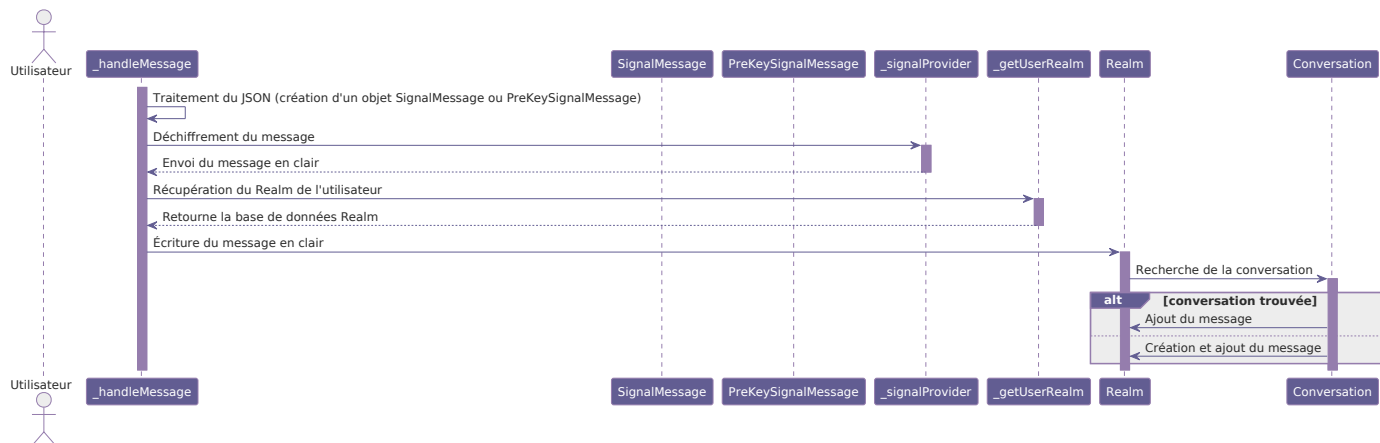 Utilisateur
_handleMessage
SignalMessage
PreKeySignalMessage
_signalProvider
_getUserRealm
Realm
Conversation
Traitement du JSON (création d'un objet SignalMessage ou PreKeySignalMessage)
Déchiffrement du message
Envoi du message en clair
Récupération du Realm de l'utilisateur
Retourne la base de données Realm
Écriture du message en clair
Recherche de la conversation
alt [conversation trouvée]
Ajout du message
Création et ajout du message
Utilisateur
_handleMessage
SignalMessage
PreKeySignalMessage
_signalProvider
_getUserRealm
Realm
Conversation